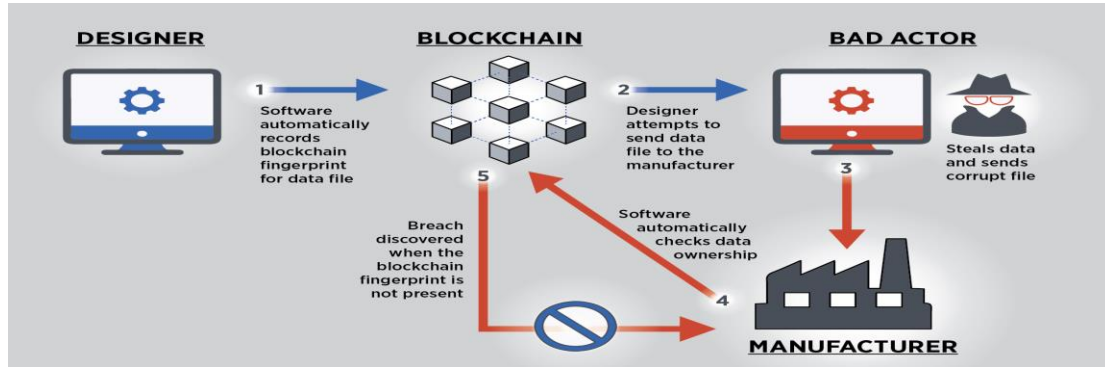 DESIGNER
BLOCKCHAIN
BAD ACTOR
1
Software
automatically
records
blockchain
fingerprint
for data file
2
Designer
attempts to
send data
file to the
manufacturer
Steals data
and sends
corrupt file
3
5
Breach
discovered
when the
blockchain
fingerprint is
not present
Software
automatically
checks data
ownership
4
MANUFACTURER